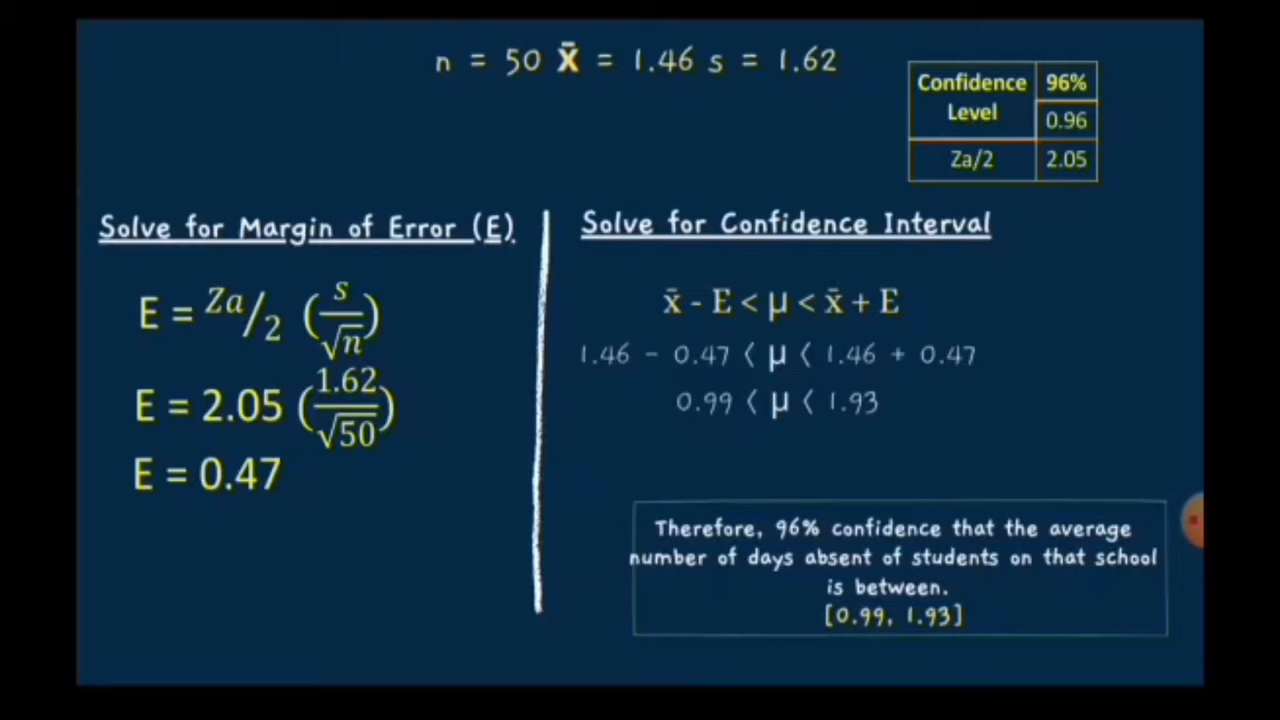 n = 50 x̄ = 1.46 s = 1.62
Confidence Level 96%
0.96
Za/2 2.05
Solve for Margin of Error (E)
E = Za/2 (s/√n)
E = 2.05 (1.62/√50)
E = 0.47
Solve for Confidence Interval
x̄ - E < μ < x̄ + E
1.46 - 0.47 < μ < 1.46 + 0.47
0.99 < μ < 1.93
Therefore, 96% confidence that the average
number of days absent of students on that school
is between.
[0.99, 1.93]